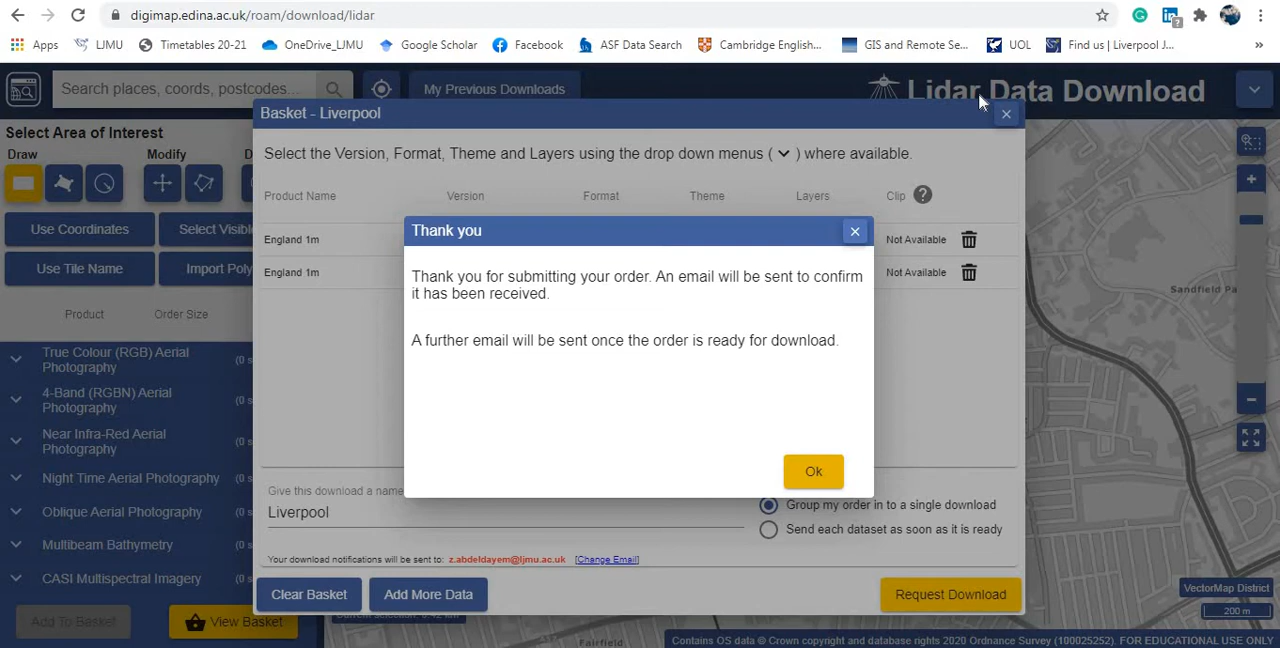 digimap.edina.ac.uk/roam/download/lidar
Apps LJMU Timetables 20-21 OneDrive_LJMU Google Scholar Facebook ASF Data Search Cambridge English... GIS and Remote Se... UOL Find us | Liverpool J... »
Search places, coords, postcodes... My Previous Downloads Lidar Data Download
Basket - Liverpool
Select Area of Interest
Draw Modify
Select the Version, Format, Theme and Layers using the drop down menus ( ) where available.
Product Name Version Format Theme Layers Clip ?
Use Coordinates Select Visibl
Thank you
England 1m Not Available
Use Tile Name Import Poly
England 1m Not Available
Thank you for submitting your order. An email will be sent to confirm
it has been received.
Sandfield Pa
Product Order Size
A further email will be sent once the order is ready for download.
True Colour (RGB) Aerial
Photography
(0 s
4-Band (RGBN) Aerial
Photography
(0 s
Near Infra-Red Aerial
Photography
(0 s
Night Time Aerial Photography (0 s
Ok
Oblique Aerial Photography (0 s
Multibeam Bathymetry (0 s
CASI Multispectral Imagery (0 s
Give this download a name
Liverpool
Group my order in to a single download
Send each dataset as soon as it is ready
Your download notifications will be sent to: z.abdeldayem@ljmu.ac.uk [Change Email]
Clear Basket Add More Data Request Download
VectorMap District
200 m
Add To Basket View Basket
Fairfield
Contains OS data © Crown copyright and database rights 2020 Ordnance Survey (100025252). FOR EDUCATIONAL USE ONLY